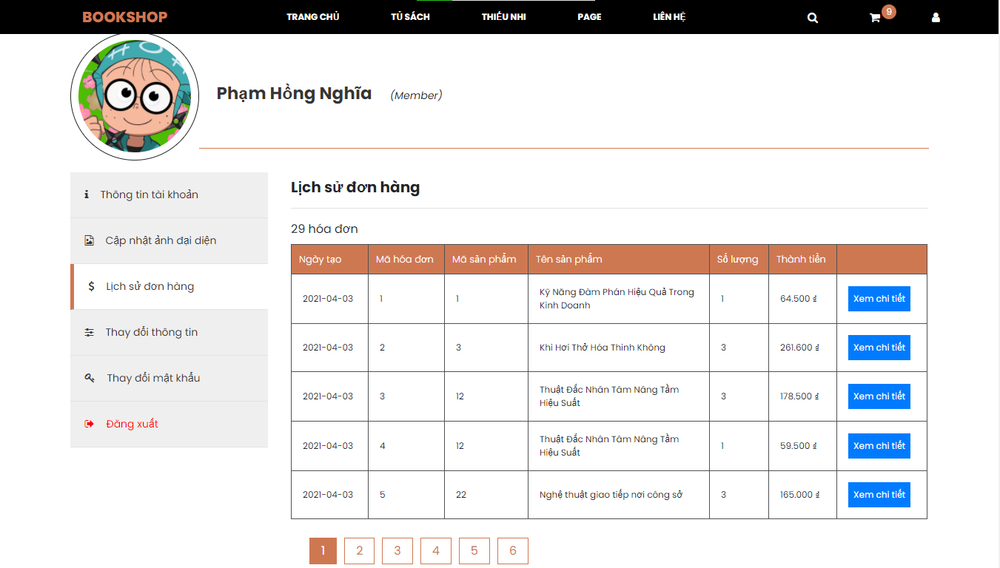 BOOKSHOP TRANG CHỦ TỦ SÁCH THIẾU NHI PAGE LIÊN HỆ 9
Phạm Hồng Nghĩa (Member)
Thông tin tài khoản
Cập nhật ảnh đại diện
Lịch sử đơn hàng
Thay đổi thông tin
Thay đổi mật khẩu
Đăng xuất
Lịch sử đơn hàng
29 hóa đơn
Ngày tạo Mã hóa đơn Mã sản phẩm Tên sản phẩm Số lượng Thành tiền
2021-04-03 1 1 Kỹ Năng Đàm Phán Hiệu Quả Trong
Kinh Doanh 1 64.500 ₫ Xem chi tiết
2021-04-03 2 3 Khi Hơi Thở Hóa Thinh Không 3 261.600 ₫ Xem chi tiết
2021-04-03 3 12 Thuật Đắc Nhân Tâm Nâng Tầm
Hiệu Suất 3 178.500 ₫ Xem chi tiết
2021-04-03 4 12 Thuật Đắc Nhân Tâm Nâng Tầm
Hiệu Suất 1 59.500 ₫ Xem chi tiết
2021-04-03 5 22 Nghệ thuật giao tiếp nơi công sở 3 165.000 ₫ Xem chi tiết
1 2 3 4 5 6